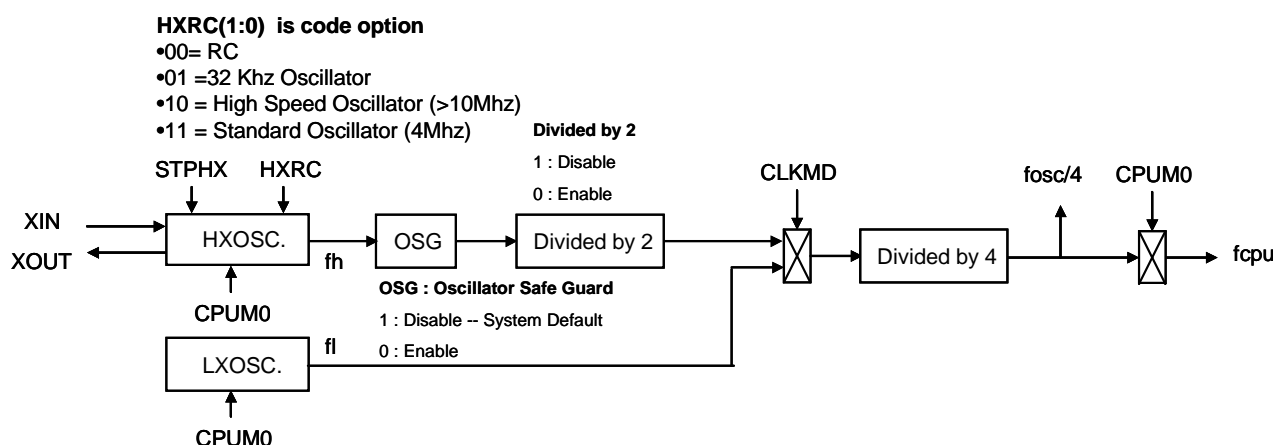 HXRC(1:0) is code option
•00= RC
•01 =32 Khz Oscillator
•10 = High Speed Oscillator (>10Mhz)
•11 = Standard Oscillator (4Mhz)
Divided by 2
1 : Disable
0 : Enable
STPHX
HXRC
CLKMD
fosc/4
CPUM0
XIN
XOUT
HXOSC.
fh
OSG
Divided by 2
Divided by 4
fcpu
CPUM0
OSG : Oscillator Safe Guard
1 : Disable -- System Default
0 : Enable
fl
LXOSC.
CPUM0